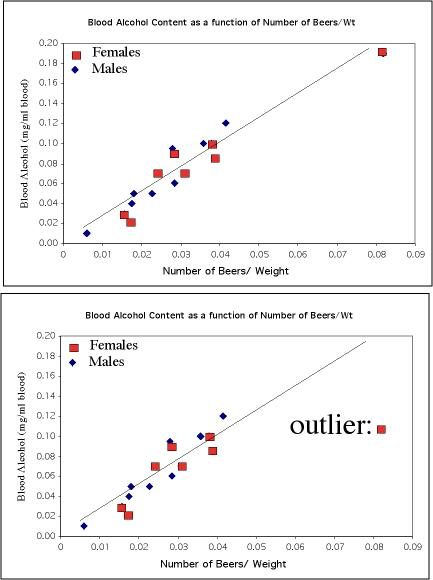 Blood Alcohol Content as a function of Number of Beers/Wt
0.20
0.18
0.16
0.14
0.12
0.10
0.08
0.06
0.04
0.02
0.00
Females
Males
Blood Alcohol (mg/ml blood)
0 0.01 0.02 0.03 0.04 0.05 0.06 0.07 0.08 0.09
Number of Beers/ Weight
Blood Alcohol Content as a function of Number of Beers/Wt
0.20
0.18
0.16
0.14
0.12
0.10
0.08
0.06
0.04
0.02
0.00
Females
Males
outlier:
Blood Alcohol (mg/ml blood)
0 0.01 0.02 0.03 0.04 0.05 0.06 0.07 0.08 0.09
Number of Beers/ Weight